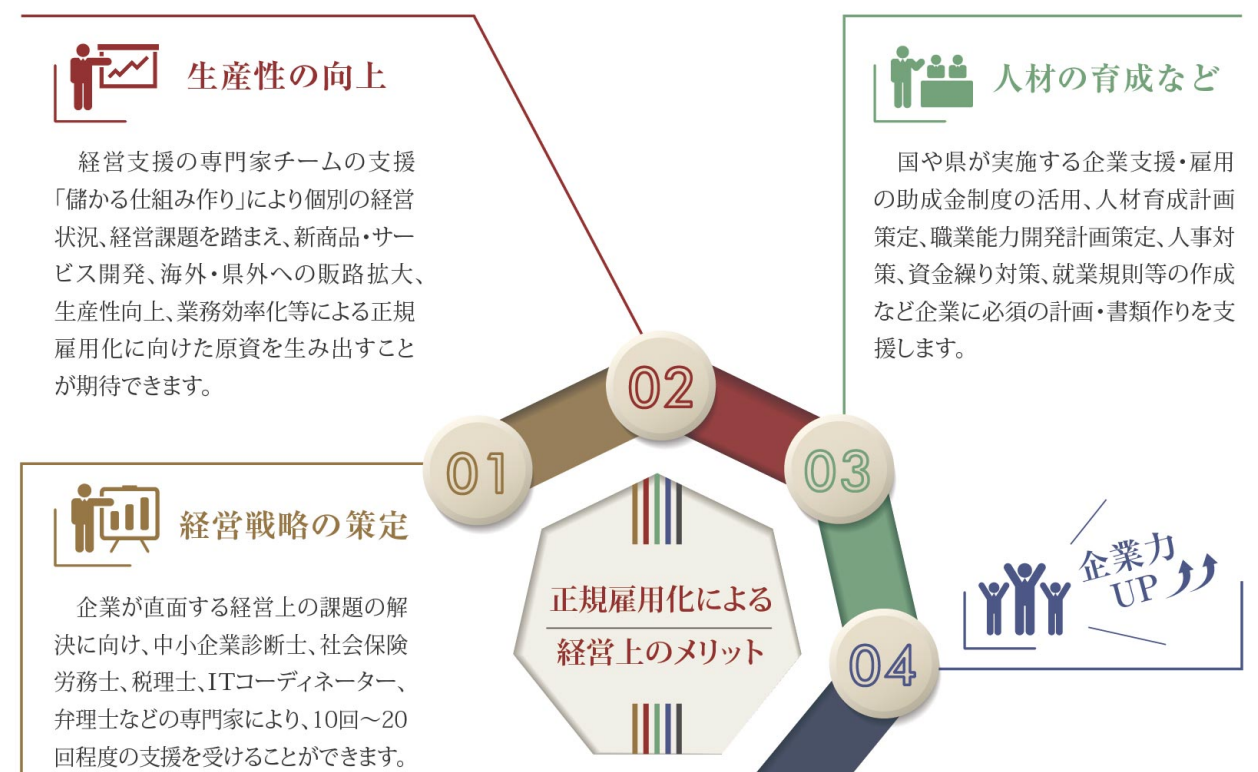 生産性の向上
経営支援の専門家チームの支援
「儲かる仕組み作り」により個別の経営
状況、経営課題を踏まえ、新商品・サー
ビス開発、海外・県外への販路拡大、
生産性向上、業務効率化等による正規
雇用化に向けた原資を生み出すこと
が期待できます。
人材の育成など
国や県が実施する企業支援・雇用
の助成金制度の活用、人材育成計画
策定、職業能力開発計画策定、人事対
策、資金繰り対策、就業規則等の作成
など企業に必須の計画・書類作りを支
援します。
02
01
03
経営戦略の策定
企業が直面する経営上の課題の解
決に向け、中小企業診断士、社会保険
労務士、税理士、ITコーディネーター、
弁理士などの専門家により、10回～20
回程度の支援を受けることができます。
正規雇用化による
経営上のメリット
企業力
UP
04